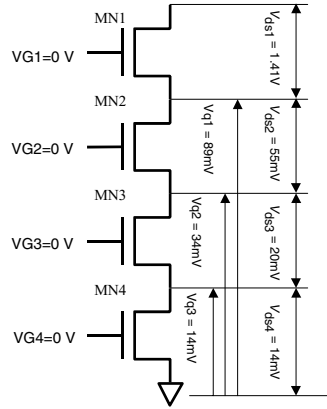 MN1
VG1=0 V
Vds1 = 1.41V
MN2
VG2=0 V
Vq1 = 89mV
Vds2 = 55mV
MN3
VG3=0 V
Vq2 = 34mV
Vds3 = 20mV
MN4
VG4=0 V
Vq3 = 14mV
Vds4 = 14mV